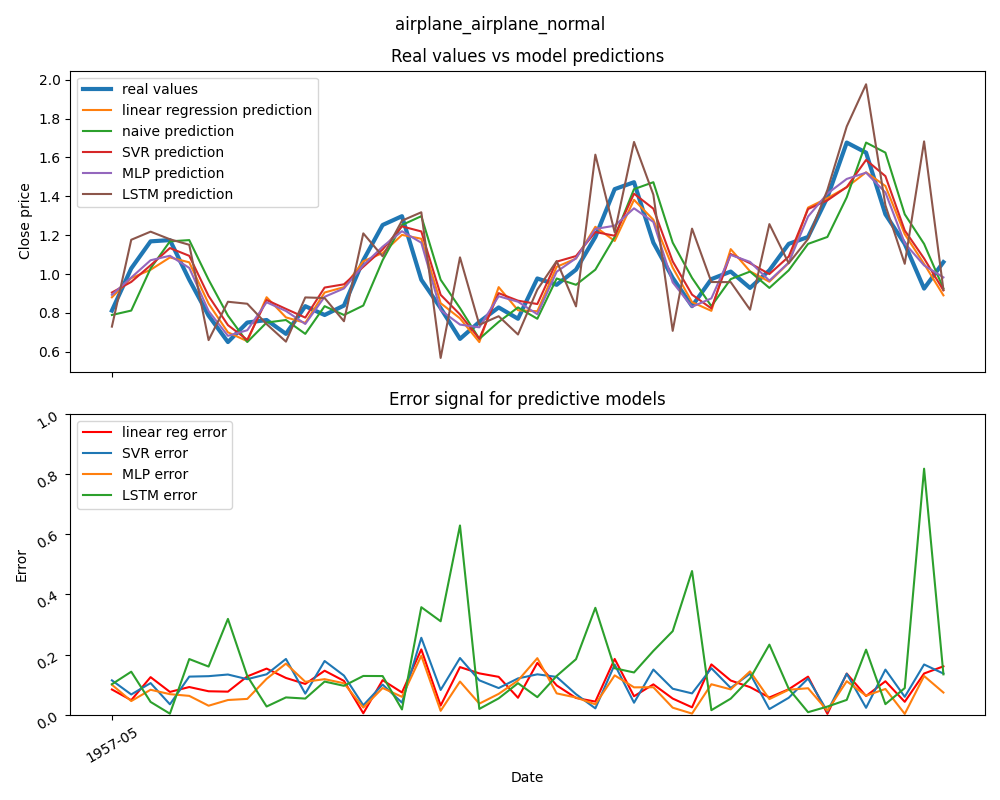 airplane_airplane_normal
Real values vs model predictions
real values
linear regression prediction
naive prediction
SVR prediction
MLP prediction
LSTM prediction
Close price
2.0
1.8
1.6
1.4
1.2
1.0
0.8
0.6
Error signal for predictive models
linear reg error
SVR error
MLP error
LSTM error
Error
1.0
0.8
0.6
0.4
0.2
0.0
1957-05
Date